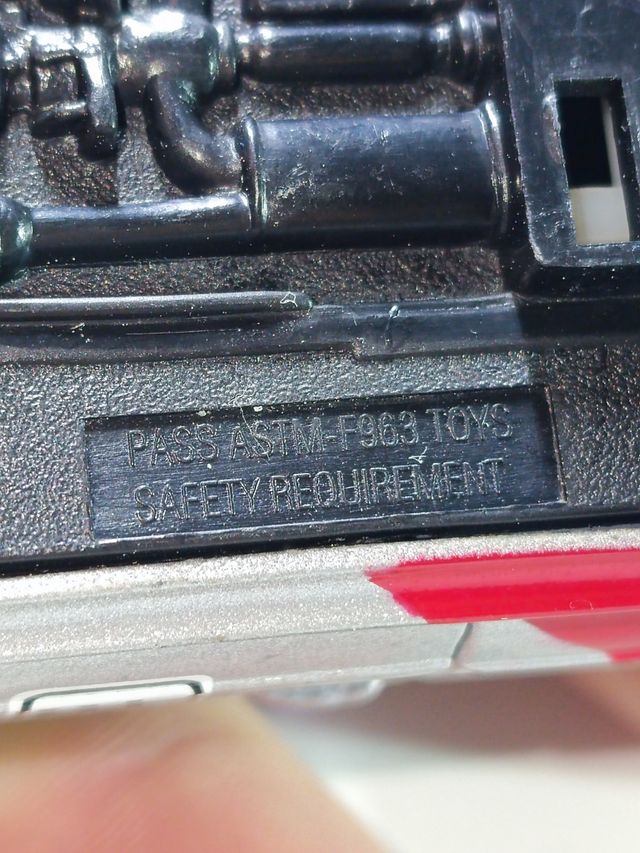 PASS ASTM-F963 TOYS
SAFETY REQUIREMENT